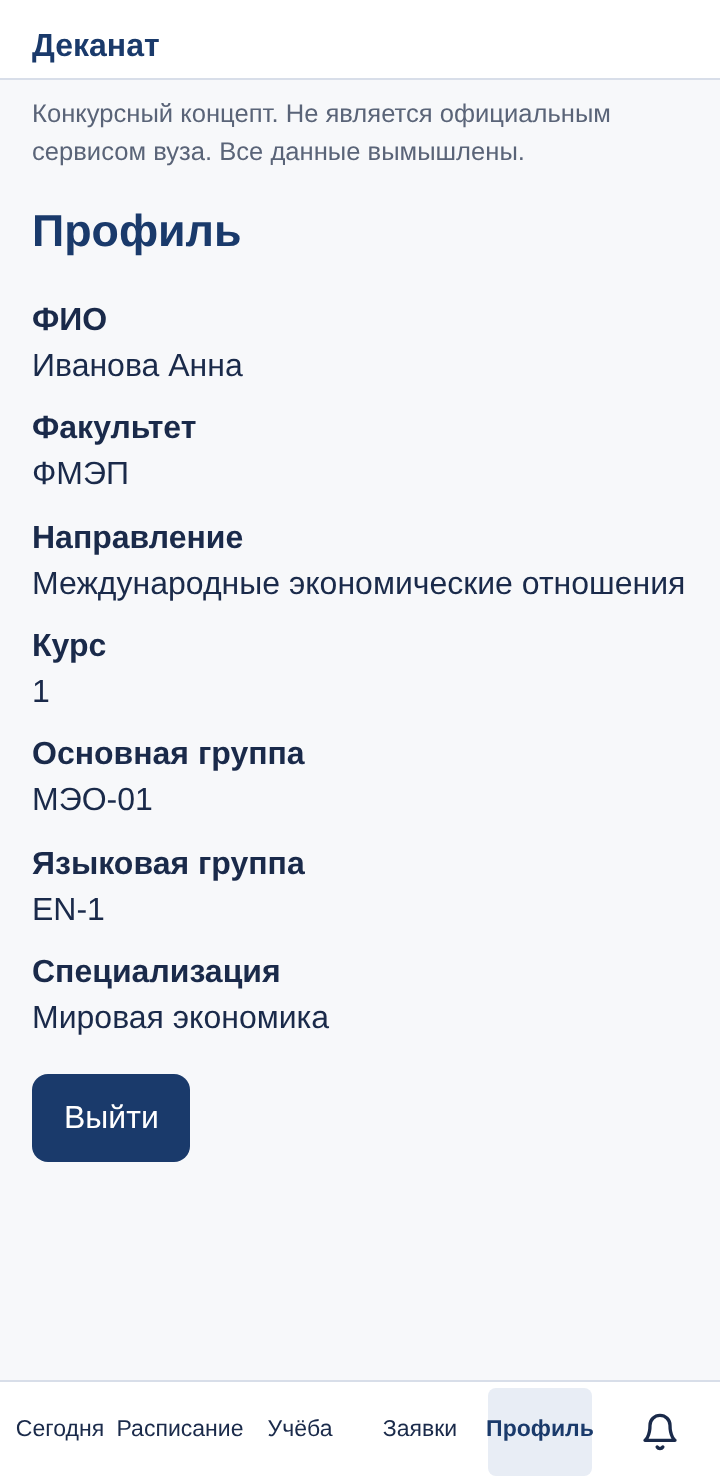 Деканат
Конкурсный концепт. Не является официальным
сервисом вуза. Все данные вымышлены.
Профиль
ФИО
Иванова Анна
Факультет
ФМЭП
Направление
Международные экономические отношения
Курс
1
Основная группа
МЭО-01
Языковая группа
EN-1
Специализация
Мировая экономика
Выйти
Сегодня Расписание Учёба Заявки Профиль